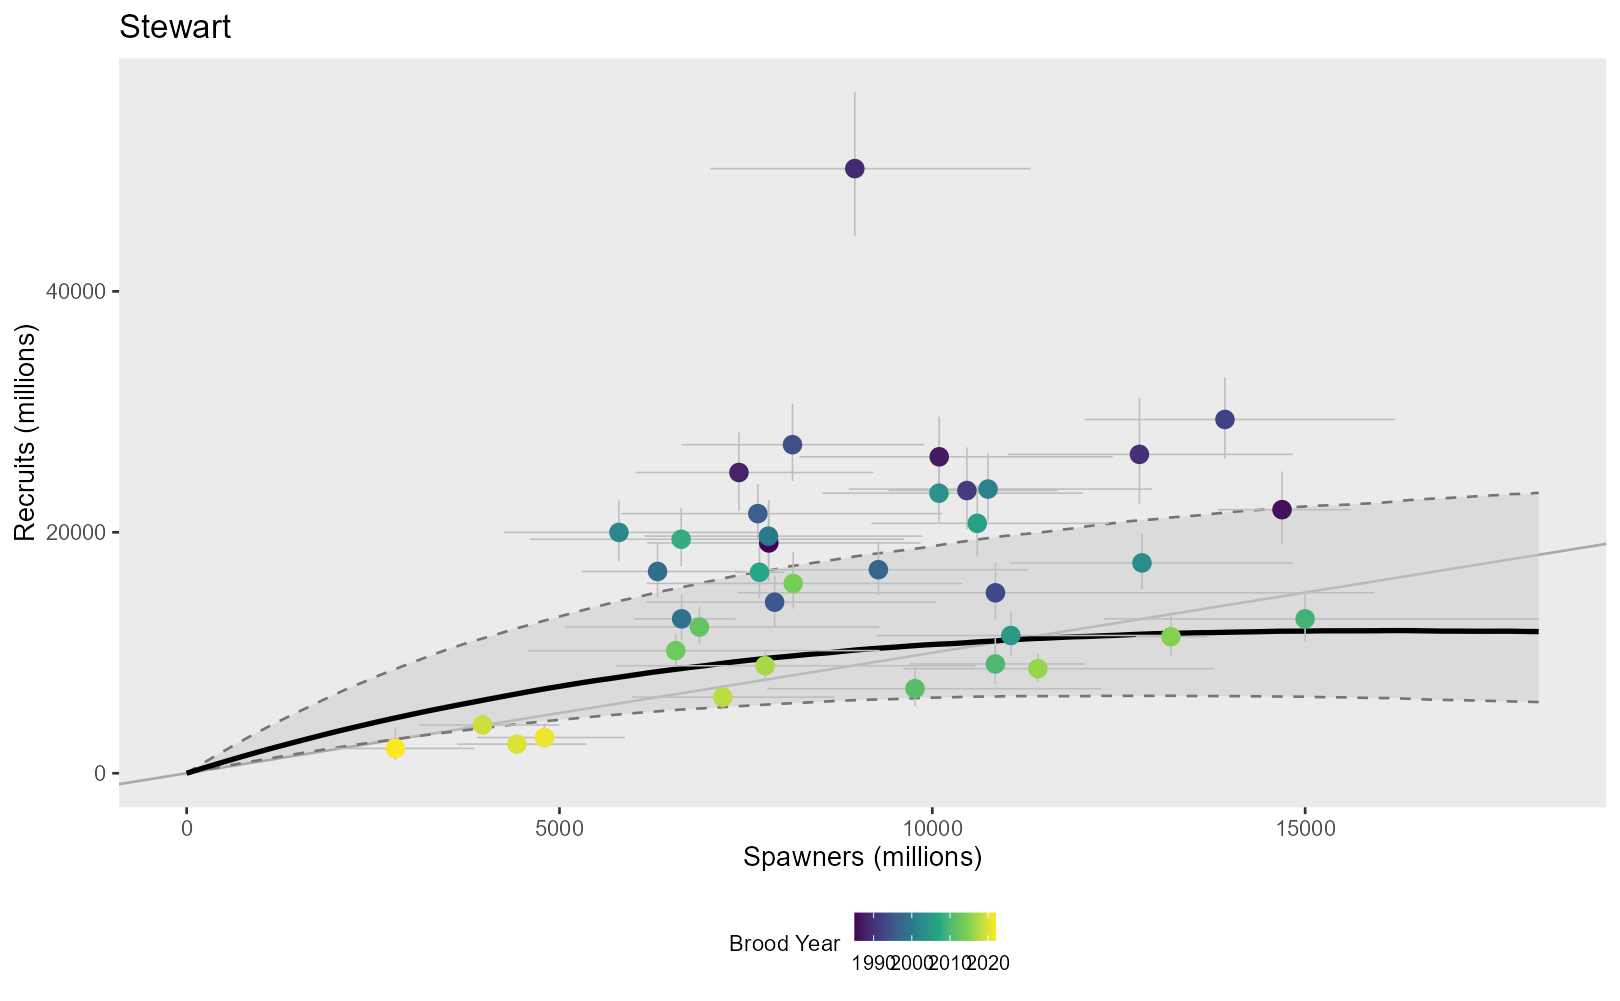 Stewart
Recruits (millions)
40000
20000
0
0 5000 10000 15000
Spawners (millions)
Brood Year
1990 2000 2010 2020